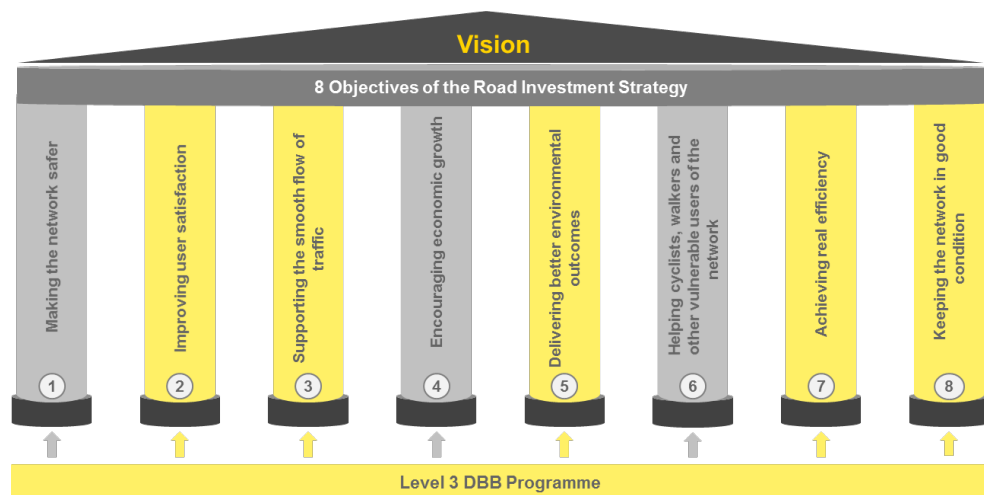 Vision
8 Objectives of the Road Investment Strategy
Making the network safer
1
Improving user satisfaction
2
Supporting the smooth flow of
traffic
3
Encouraging economic growth
4
Delivering better environmental
outcomes
5
Helping cyclists, walkers and
other vulnerable users of the
network
6
Achieving real efficiency
7
Keeping the network in good
condition
8
Level 3 DBB Programme